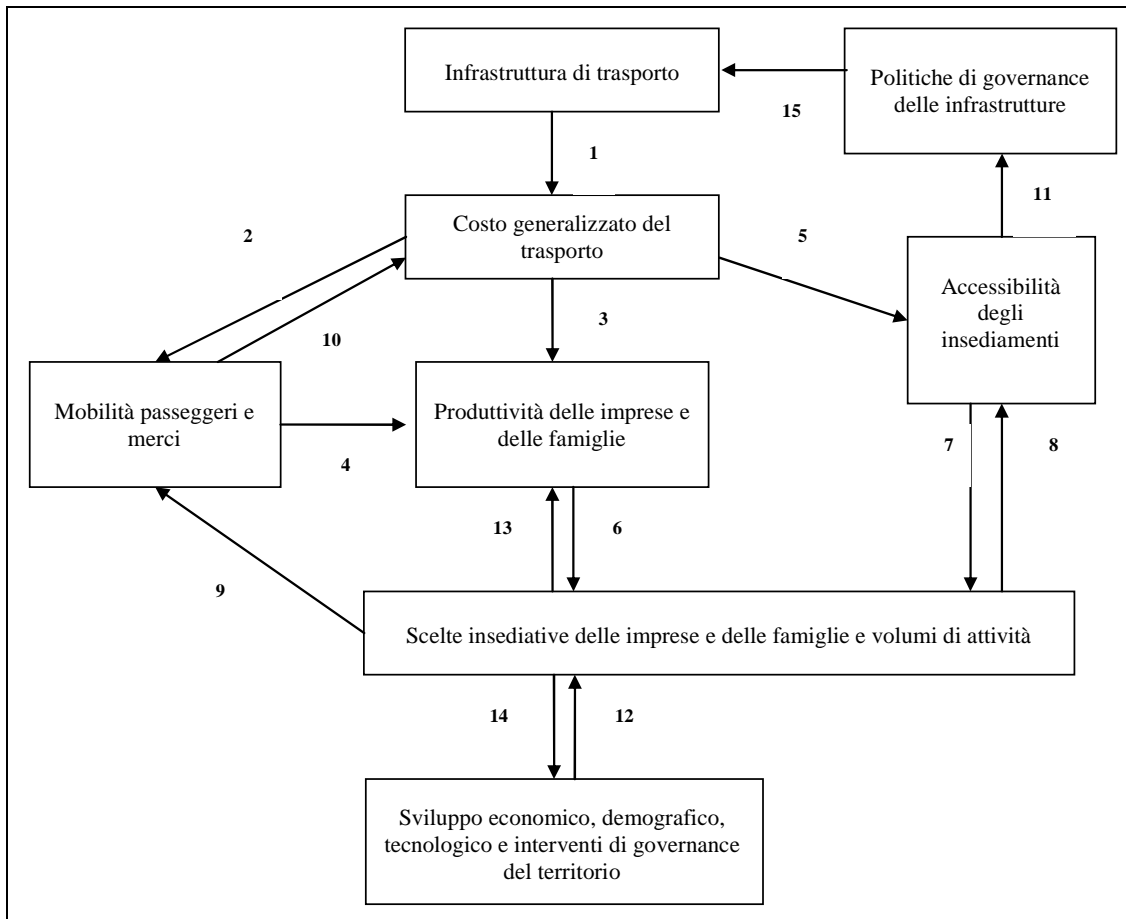 Infrastruttura di trasporto
Politiche di governance
delle infrastrutture
15
1
11
Costo generalizzato del
trasporto
2
5
Accessibilità
degli
insediamenti
10
3
Mobilità passeggeri e
merci
Produttività delle imprese e
delle famiglie
4
7
8
13
6
9
Scelte insediative delle imprese e delle famiglie e volumi di attività
14
12
Sviluppo economico, demografico,
tecnologico e interventi di governance
del territorio